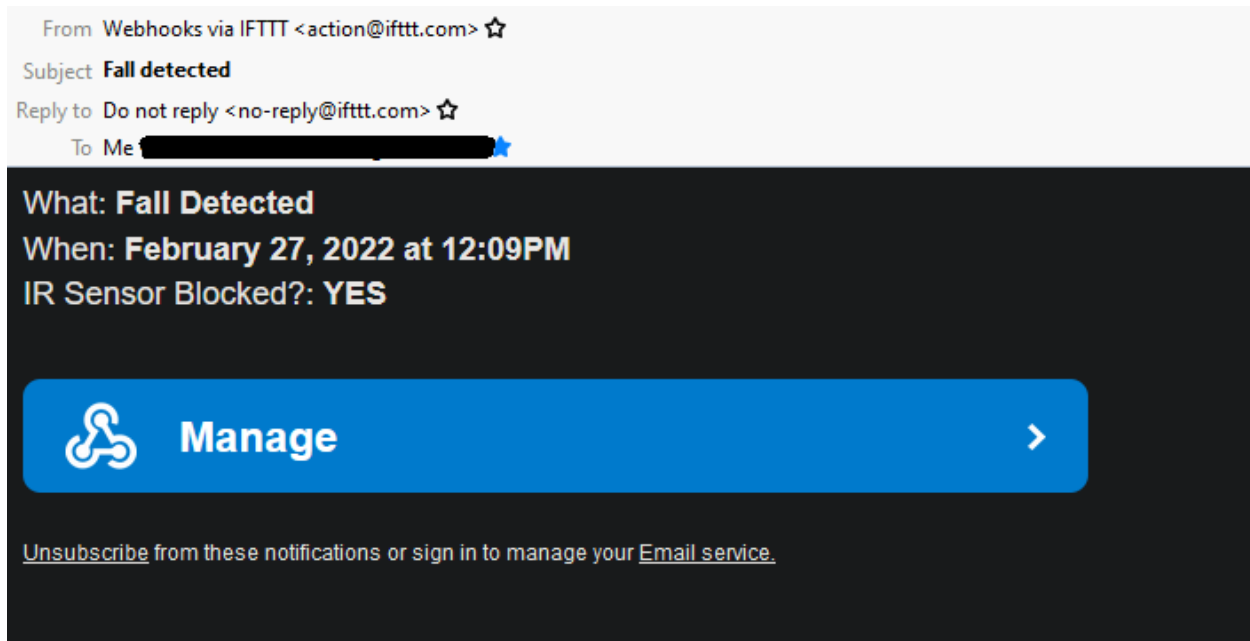 From Webhooks via IFTTT <action@ifttt.com>
Subject Fall detected
Reply to Do not reply <no-reply@ifttt.com>
To Me
What: Fall Detected
When: February 27, 2022 at 12:09PM
IR Sensor Blocked?: YES
Manage
Unsubscribe from these notifications or sign in to manage your Email service.